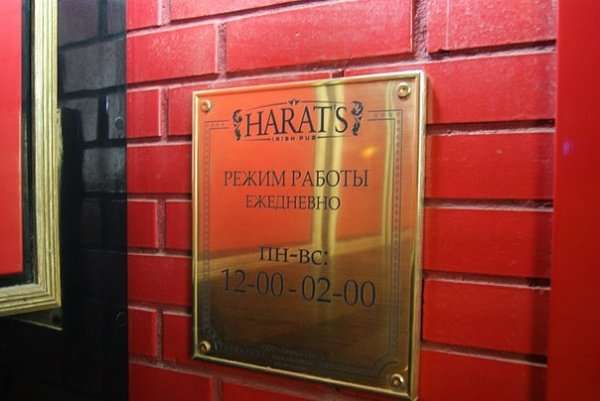 HARAT'S
IRISH PUB
РЕЖИМ РАБОТЫ
ЕЖЕДНЕВНО
ПН-ВС:
12-00-02-00